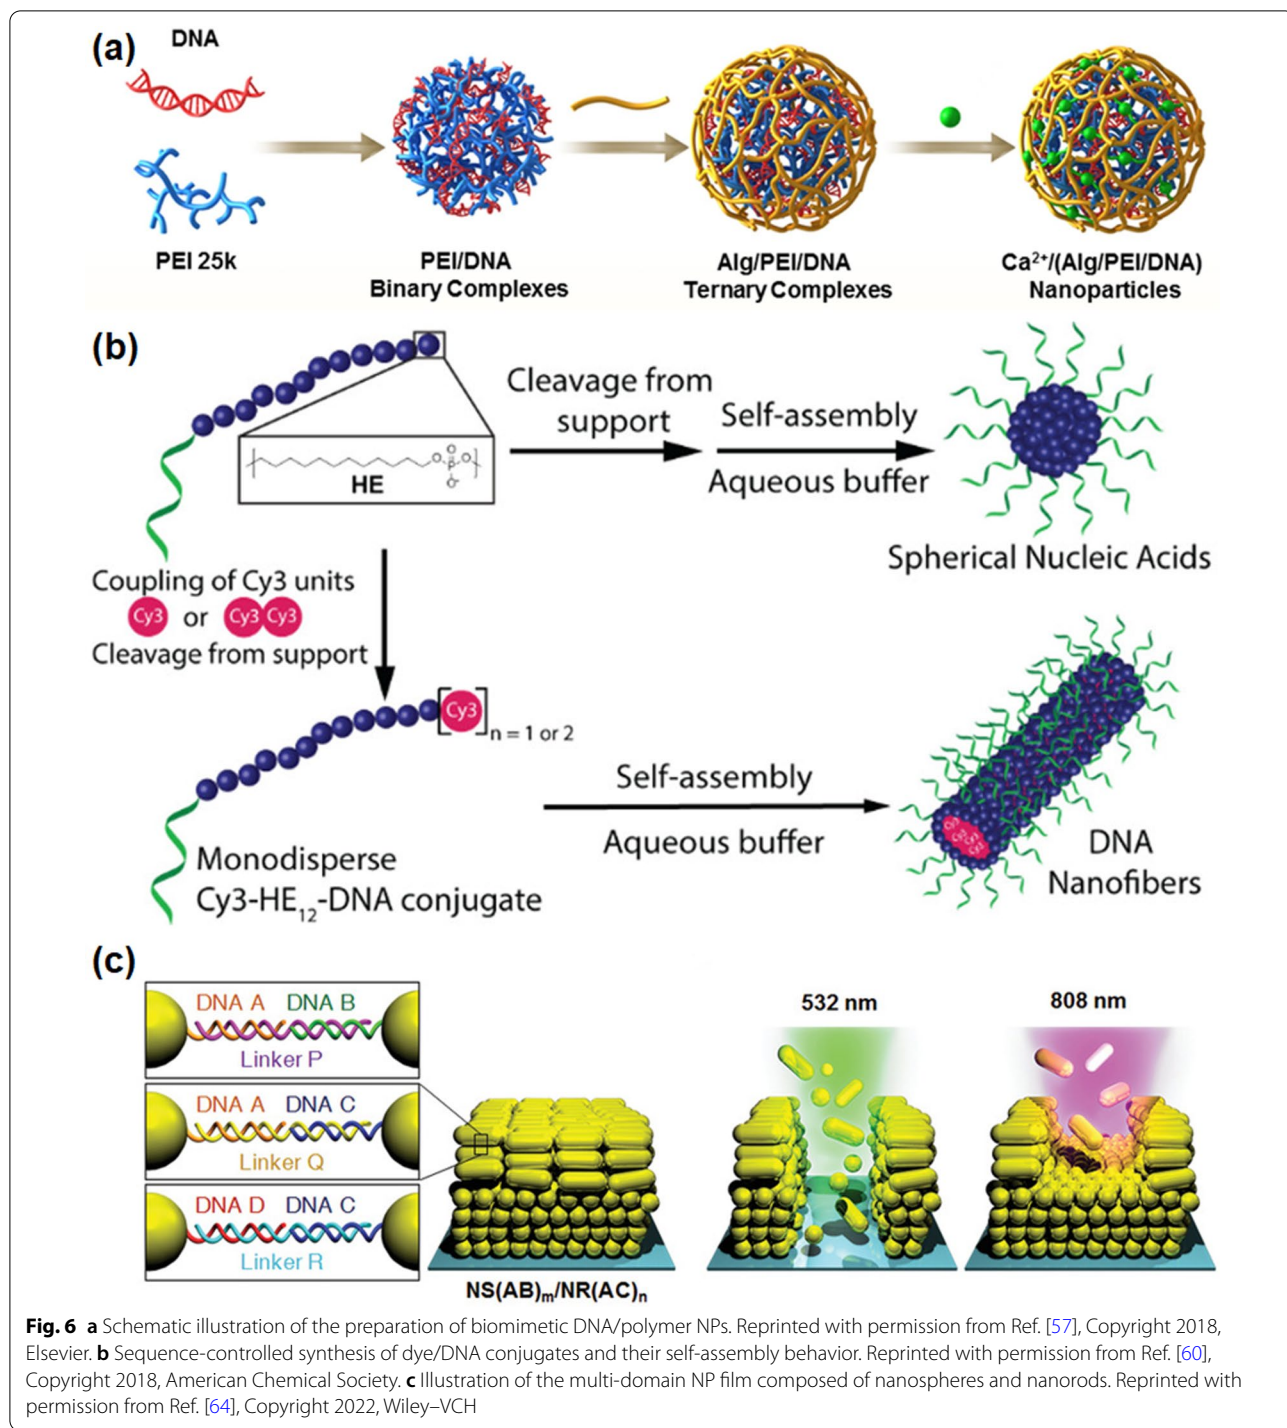 (a)
DNA
PEI 25k
PEI/DNA
Binary Complexes
Alg/PEI/DNA
Ternary Complexes
Ca²⁺/(Alg/PEI/DNA)
Nanoparticles
(b)
HE
O
O
P
O
O⁻
Cleavage from
support
Self-assembly
Aqueous buffer
Spherical Nucleic Acids
Coupling of Cy3 units
Cy3 or Cy3 Cy3
Cleavage from support
[Cy3] n = 1 or 2
Monodisperse
Cy3-HE₁₂-DNA conjugate
Self-assembly
Aqueous buffer
Cy3
Cy3
Cy3
Cy3
DNA
Nanofibers
(c)
DNA A DNA B
Linker P
DNA A DNA C
Linker Q
DNA D DNA C
Linker R
NS(AB)ₘ/NR(AC)ₙ
532 nm
808 nm
Fig. 6 a Schematic illustration of the preparation of biomimetic DNA/polymer NPs. Reprinted with permission from Ref. [57], Copyright 2018,
Elsevier. b Sequence-controlled synthesis of dye/DNA conjugates and their self-assembly behavior. Reprinted with permission from Ref. [60],
Copyright 2018, American Chemical Society. c Illustration of the multi-domain NP film composed of nanospheres and nanorods. Reprinted with
permission from Ref. [64], Copyright 2022, Wiley–VCH